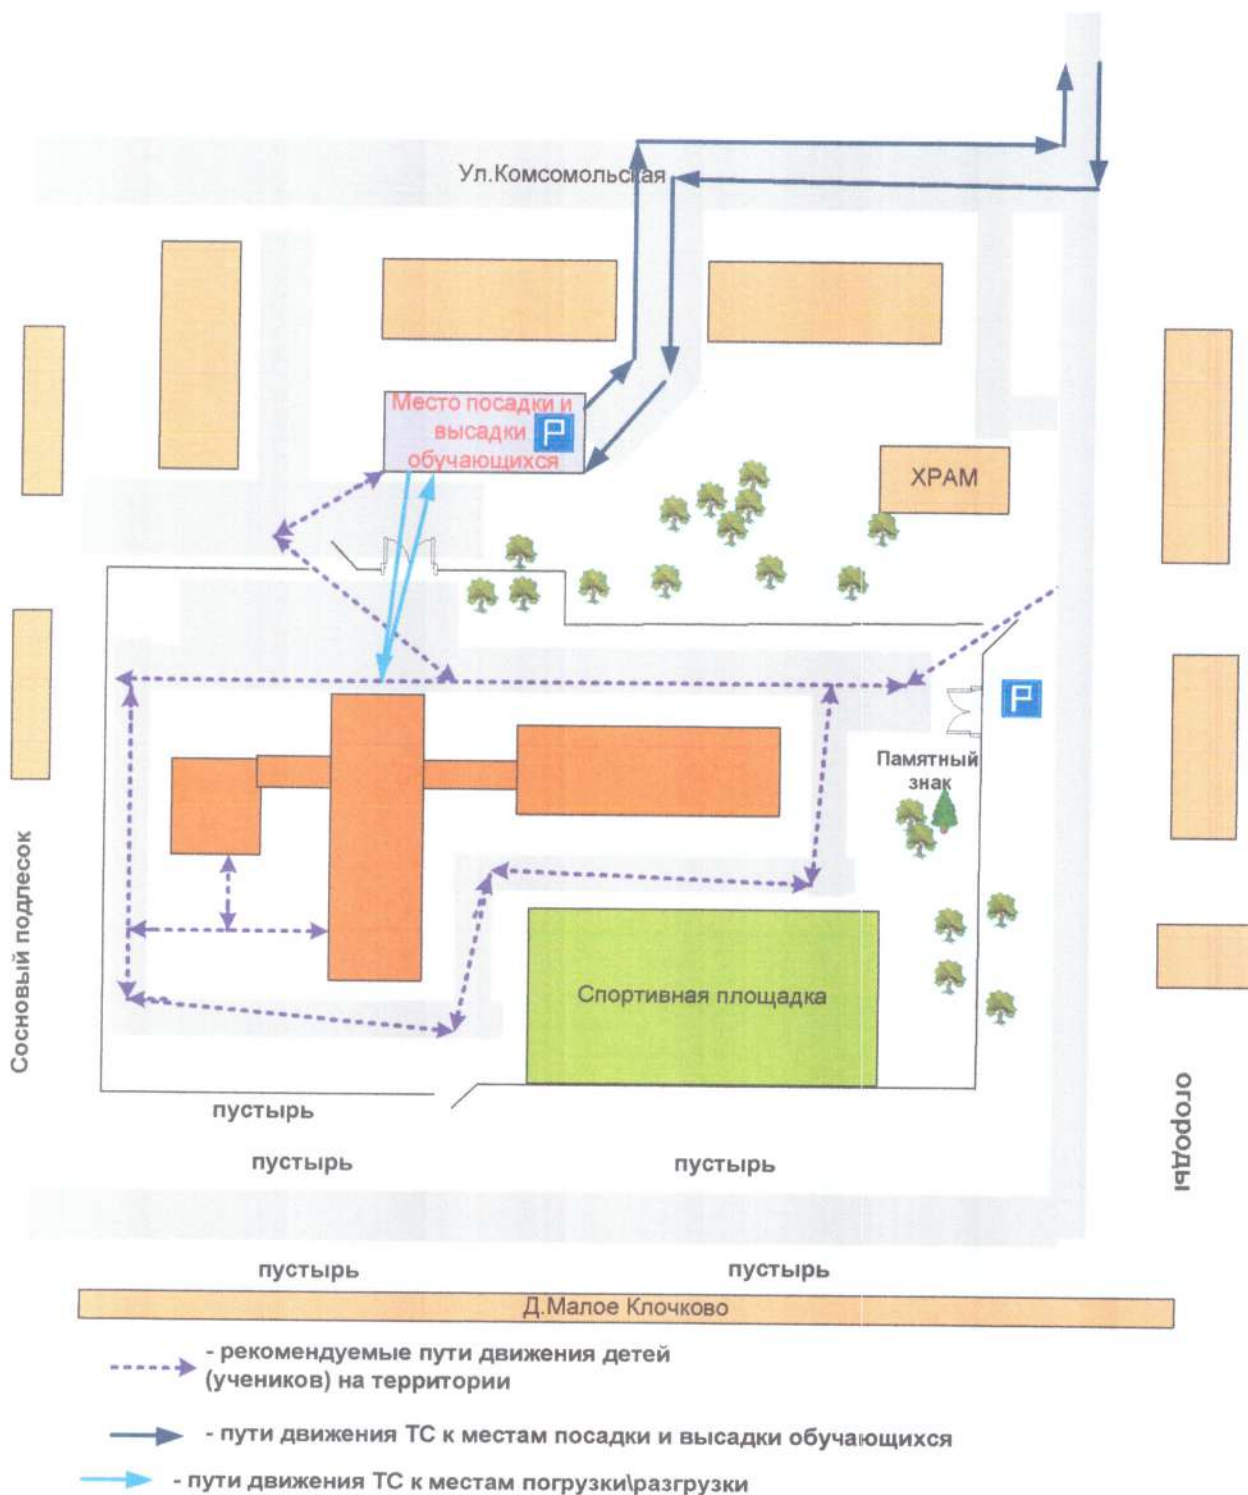 Ул.Комсомольская
Место посадки и
высадки
обучающихся
P
ХРАМ
P
Памятный
знак
Сосновый подлесок
Спортивная площадка
огороды
пустырь
пустырь
пустырь
пустырь
пустырь
Д.Малое Клочково
- рекомендуемые пути движения детей
(учеников) на территории
- пути движения ТС к местам посадки и высадки обучающихся
- пути движения ТС к местам погрузки\разгрузки